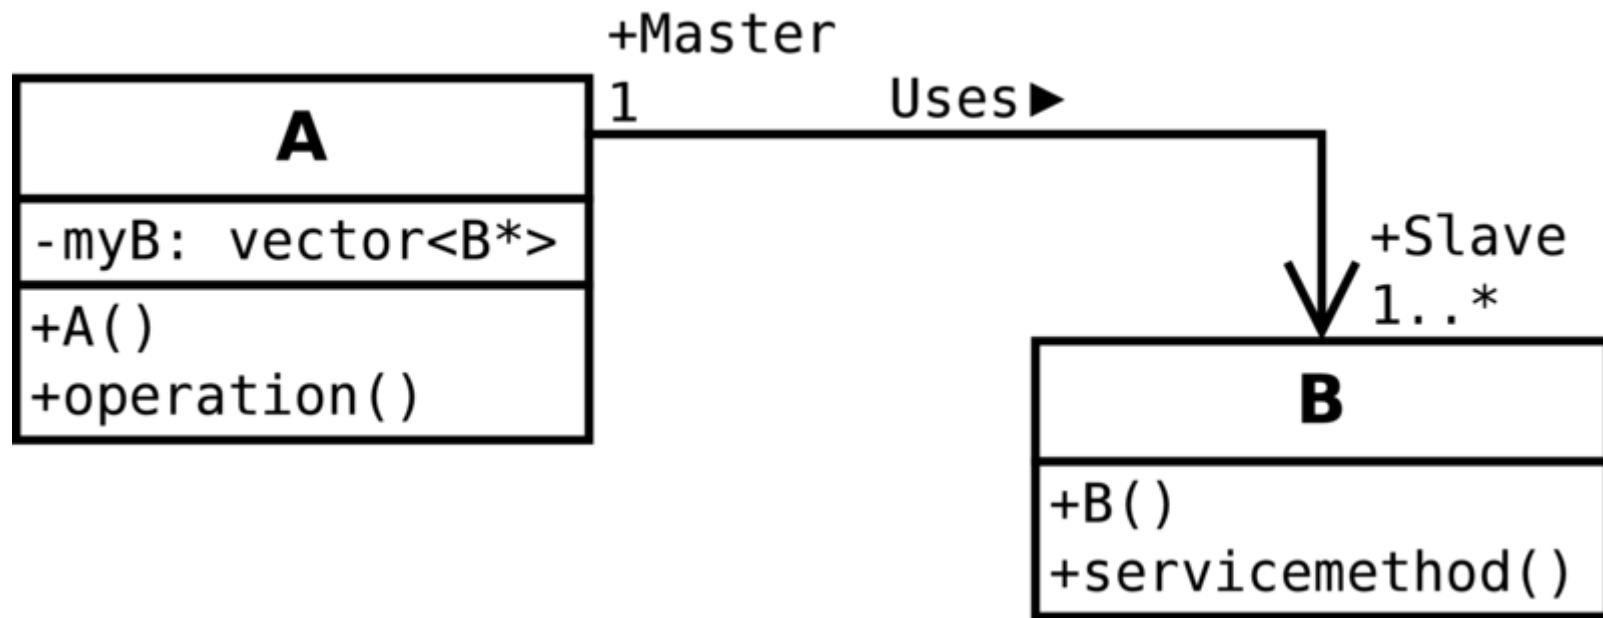 +Master
1
Uses►
A
-myB: vector<B*>
+A()
+operation()
+Slave
1..*
B
+B()
+servicemethod()